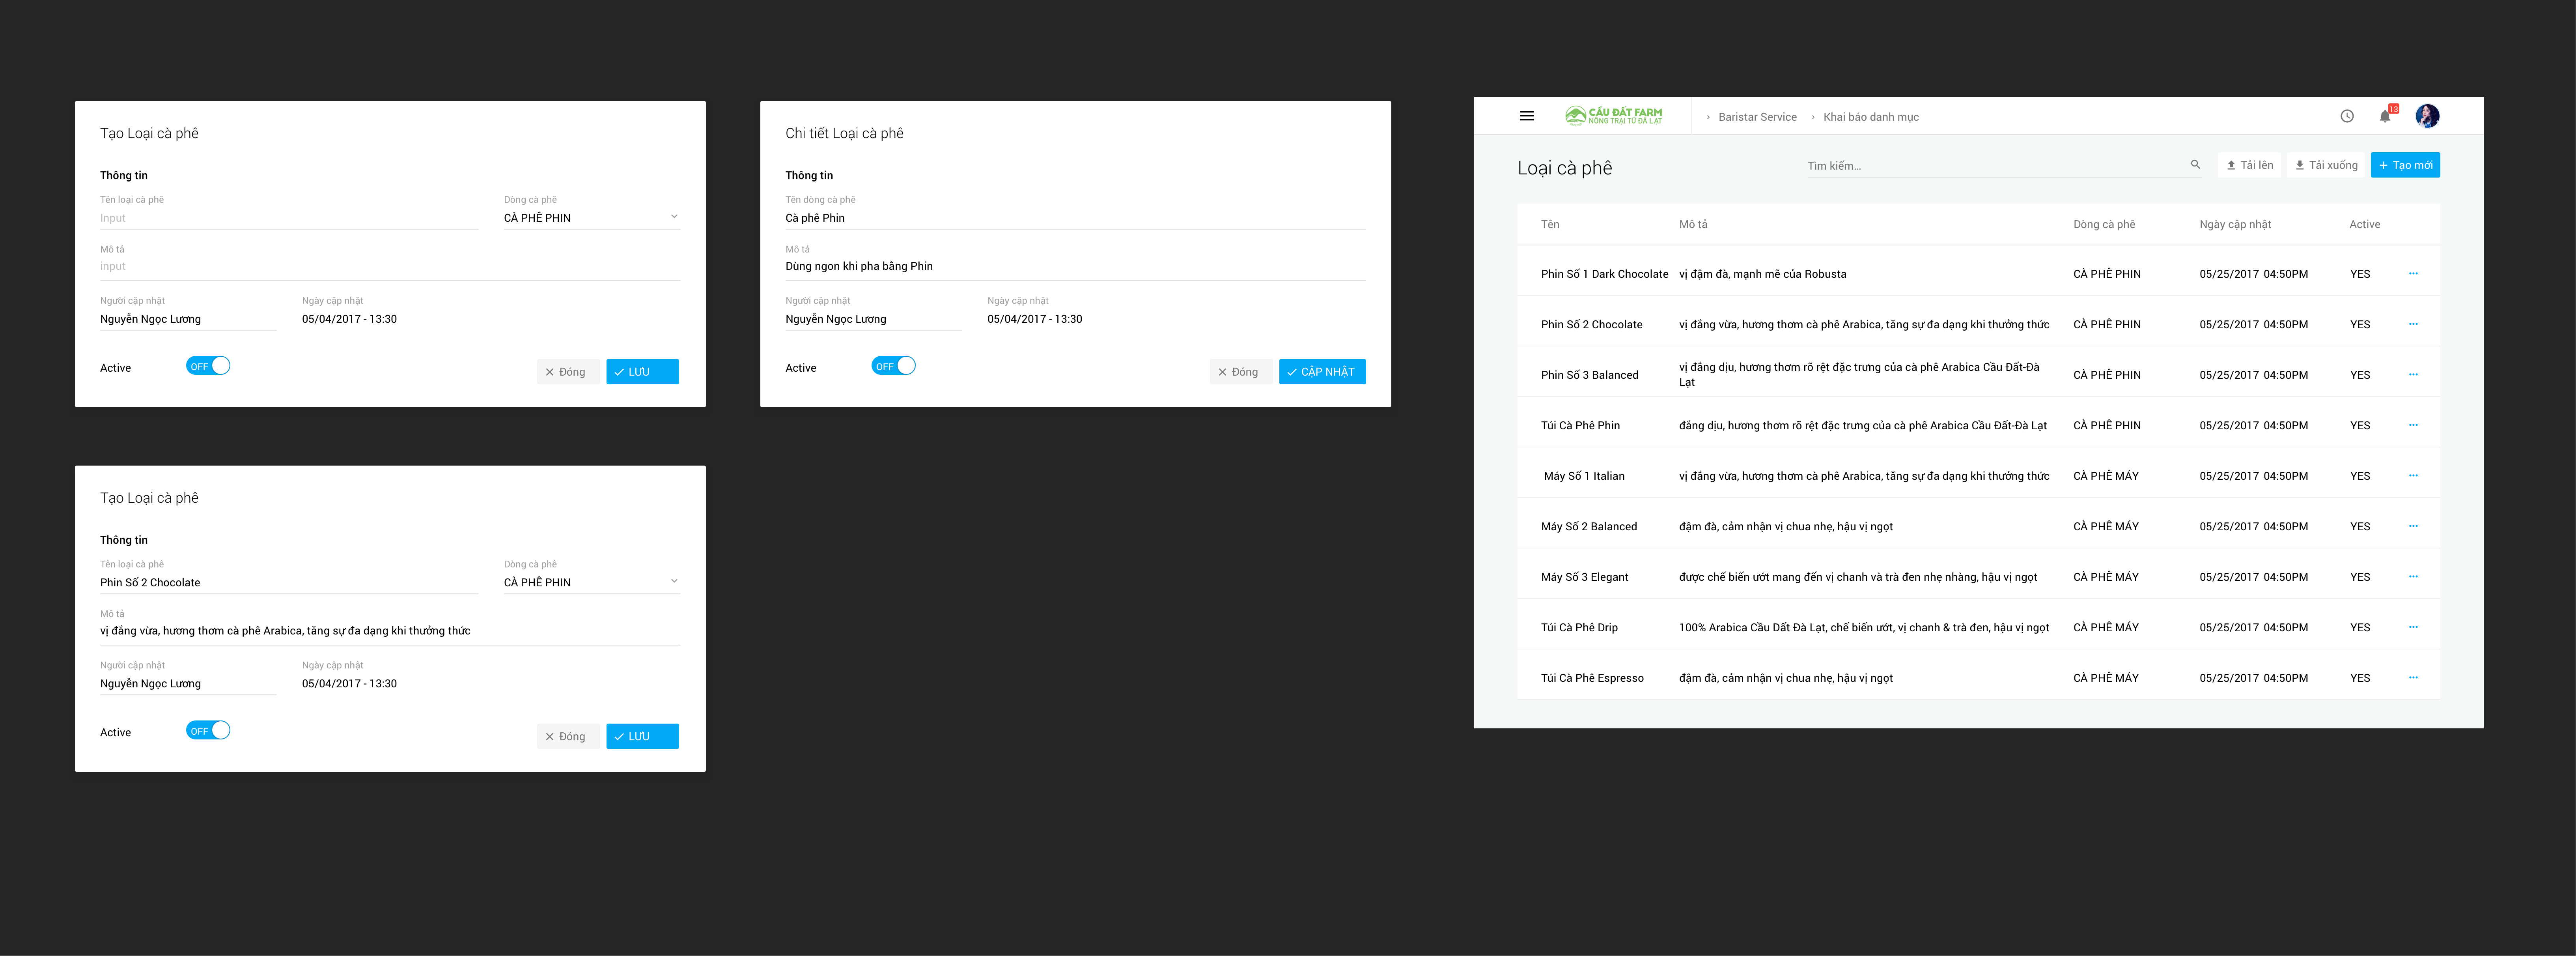 Tạo Loại cà phê
Thông tin
Tên loại cà phê
Input
Dòng cà phê
CÀ PHÊ PHIN
Mô tả
input
Người cập nhật
Nguyễn Ngọc Lương
Ngày cập nhật
05/04/2017 - 13:30
Active
OFF
Đóng
LƯU
Chi tiết Loại cà phê
Thông tin
Tên dòng cà phê
Cà phê Phin
Mô tả
Dùng ngon khi pha bằng Phin
Người cập nhật
Nguyễn Ngọc Lương
Ngày cập nhật
05/04/2017 - 13:30
Active
OFF
Đóng
CẬP NHẬT
Tạo Loại cà phê
Thông tin
Tên loại cà phê
Phin Số 2 Chocolate
Dòng cà phê
CÀ PHÊ PHIN
Mô tả
vị đắng vừa, hương thơm cà phê Arabica, tăng sự đa dạng khi thưởng thức
Người cập nhật
Nguyễn Ngọc Lương
Ngày cập nhật
05/04/2017 - 13:30
Active
OFF
Đóng
LƯU
CẦU ĐẤT FARM
NÔNG TRẠI TỪ ĐÀ LẠT
Baristar Service
Khai báo danh mục
13
Loại cà phê
Tìm kiếm...
Tải lên
Tải xuống
Tạo mới
Tên Mô tả Dòng cà phê Ngày cập nhật Active
Phin Số 1 Dark Chocolate vị đậm đà, mạnh mẽ của Robusta CÀ PHÊ PHIN 05/25/2017 04:50PM YES
Phin Số 2 Chocolate vị đắng vừa, hương thơm cà phê Arabica, tăng sự đa dạng khi thưởng thức CÀ PHÊ PHIN 05/25/2017 04:50PM YES
Phin Số 3 Balanced vị đắng dịu, hương thơm rõ rệt đặc trưng của cà phê Arabica Cầu Đất-Đà
Lạt CÀ PHÊ PHIN 05/25/2017 04:50PM YES
Túi Cà Phê Phin đắng dịu, hương thơm rõ rệt đặc trưng của cà phê Arabica Cầu Đất-Đà Lạt CÀ PHÊ PHIN 05/25/2017 04:50PM YES
Máy Số 1 Italian vị đắng vừa, hương thơm cà phê Arabica, tăng sự đa dạng khi thưởng thức CÀ PHÊ MÁY 05/25/2017 04:50PM YES
Máy Số 2 Balanced đậm đà, cảm nhận vị chua nhẹ, hậu vị ngọt CÀ PHÊ MÁY 05/25/2017 04:50PM YES
Máy Số 3 Elegant được chế biến ướt mang đến vị chanh và trà đen nhẹ nhàng, hậu vị ngọt CÀ PHÊ MÁY 05/25/2017 04:50PM YES
Túi Cà Phê Drip 100% Arabica Cầu Dất Đà Lạt, chế biến ướt, vị chanh & trà đen, hậu vị ngọt CÀ PHÊ MÁY 05/25/2017 04:50PM YES
Túi Cà Phê Espresso đậm đà, cảm nhận vị chua nhẹ, hậu vị ngọt CÀ PHÊ MÁY 05/25/2017 04:50PM YES